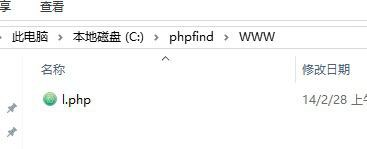 享 查看
此电脑 › 本地磁盘 (C:) › phpfind › WWW
名称 修改日期
l.php 14/2/28 上